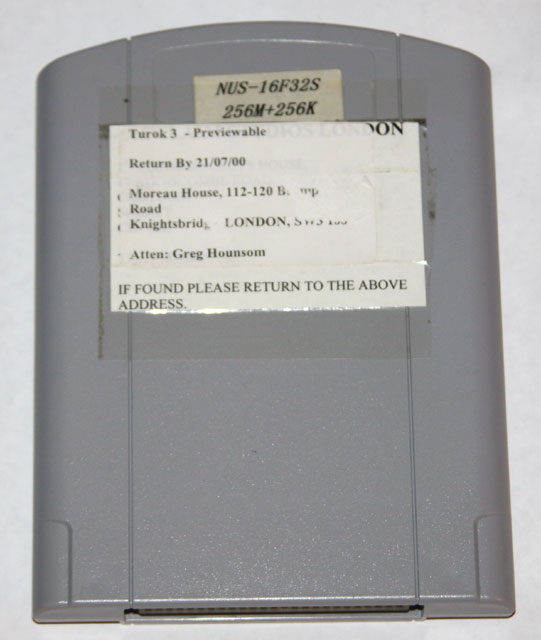 NUS-16F32S
256M+256K
LONDON
Turok 3 - Previewable
Return By 21/07/00
Moreau House, 112-120
Road
LONDON,
Atten: Greg Hounsom
IF FOUND PLEASE RETURN TO THE ABOVE
ADDRESS.